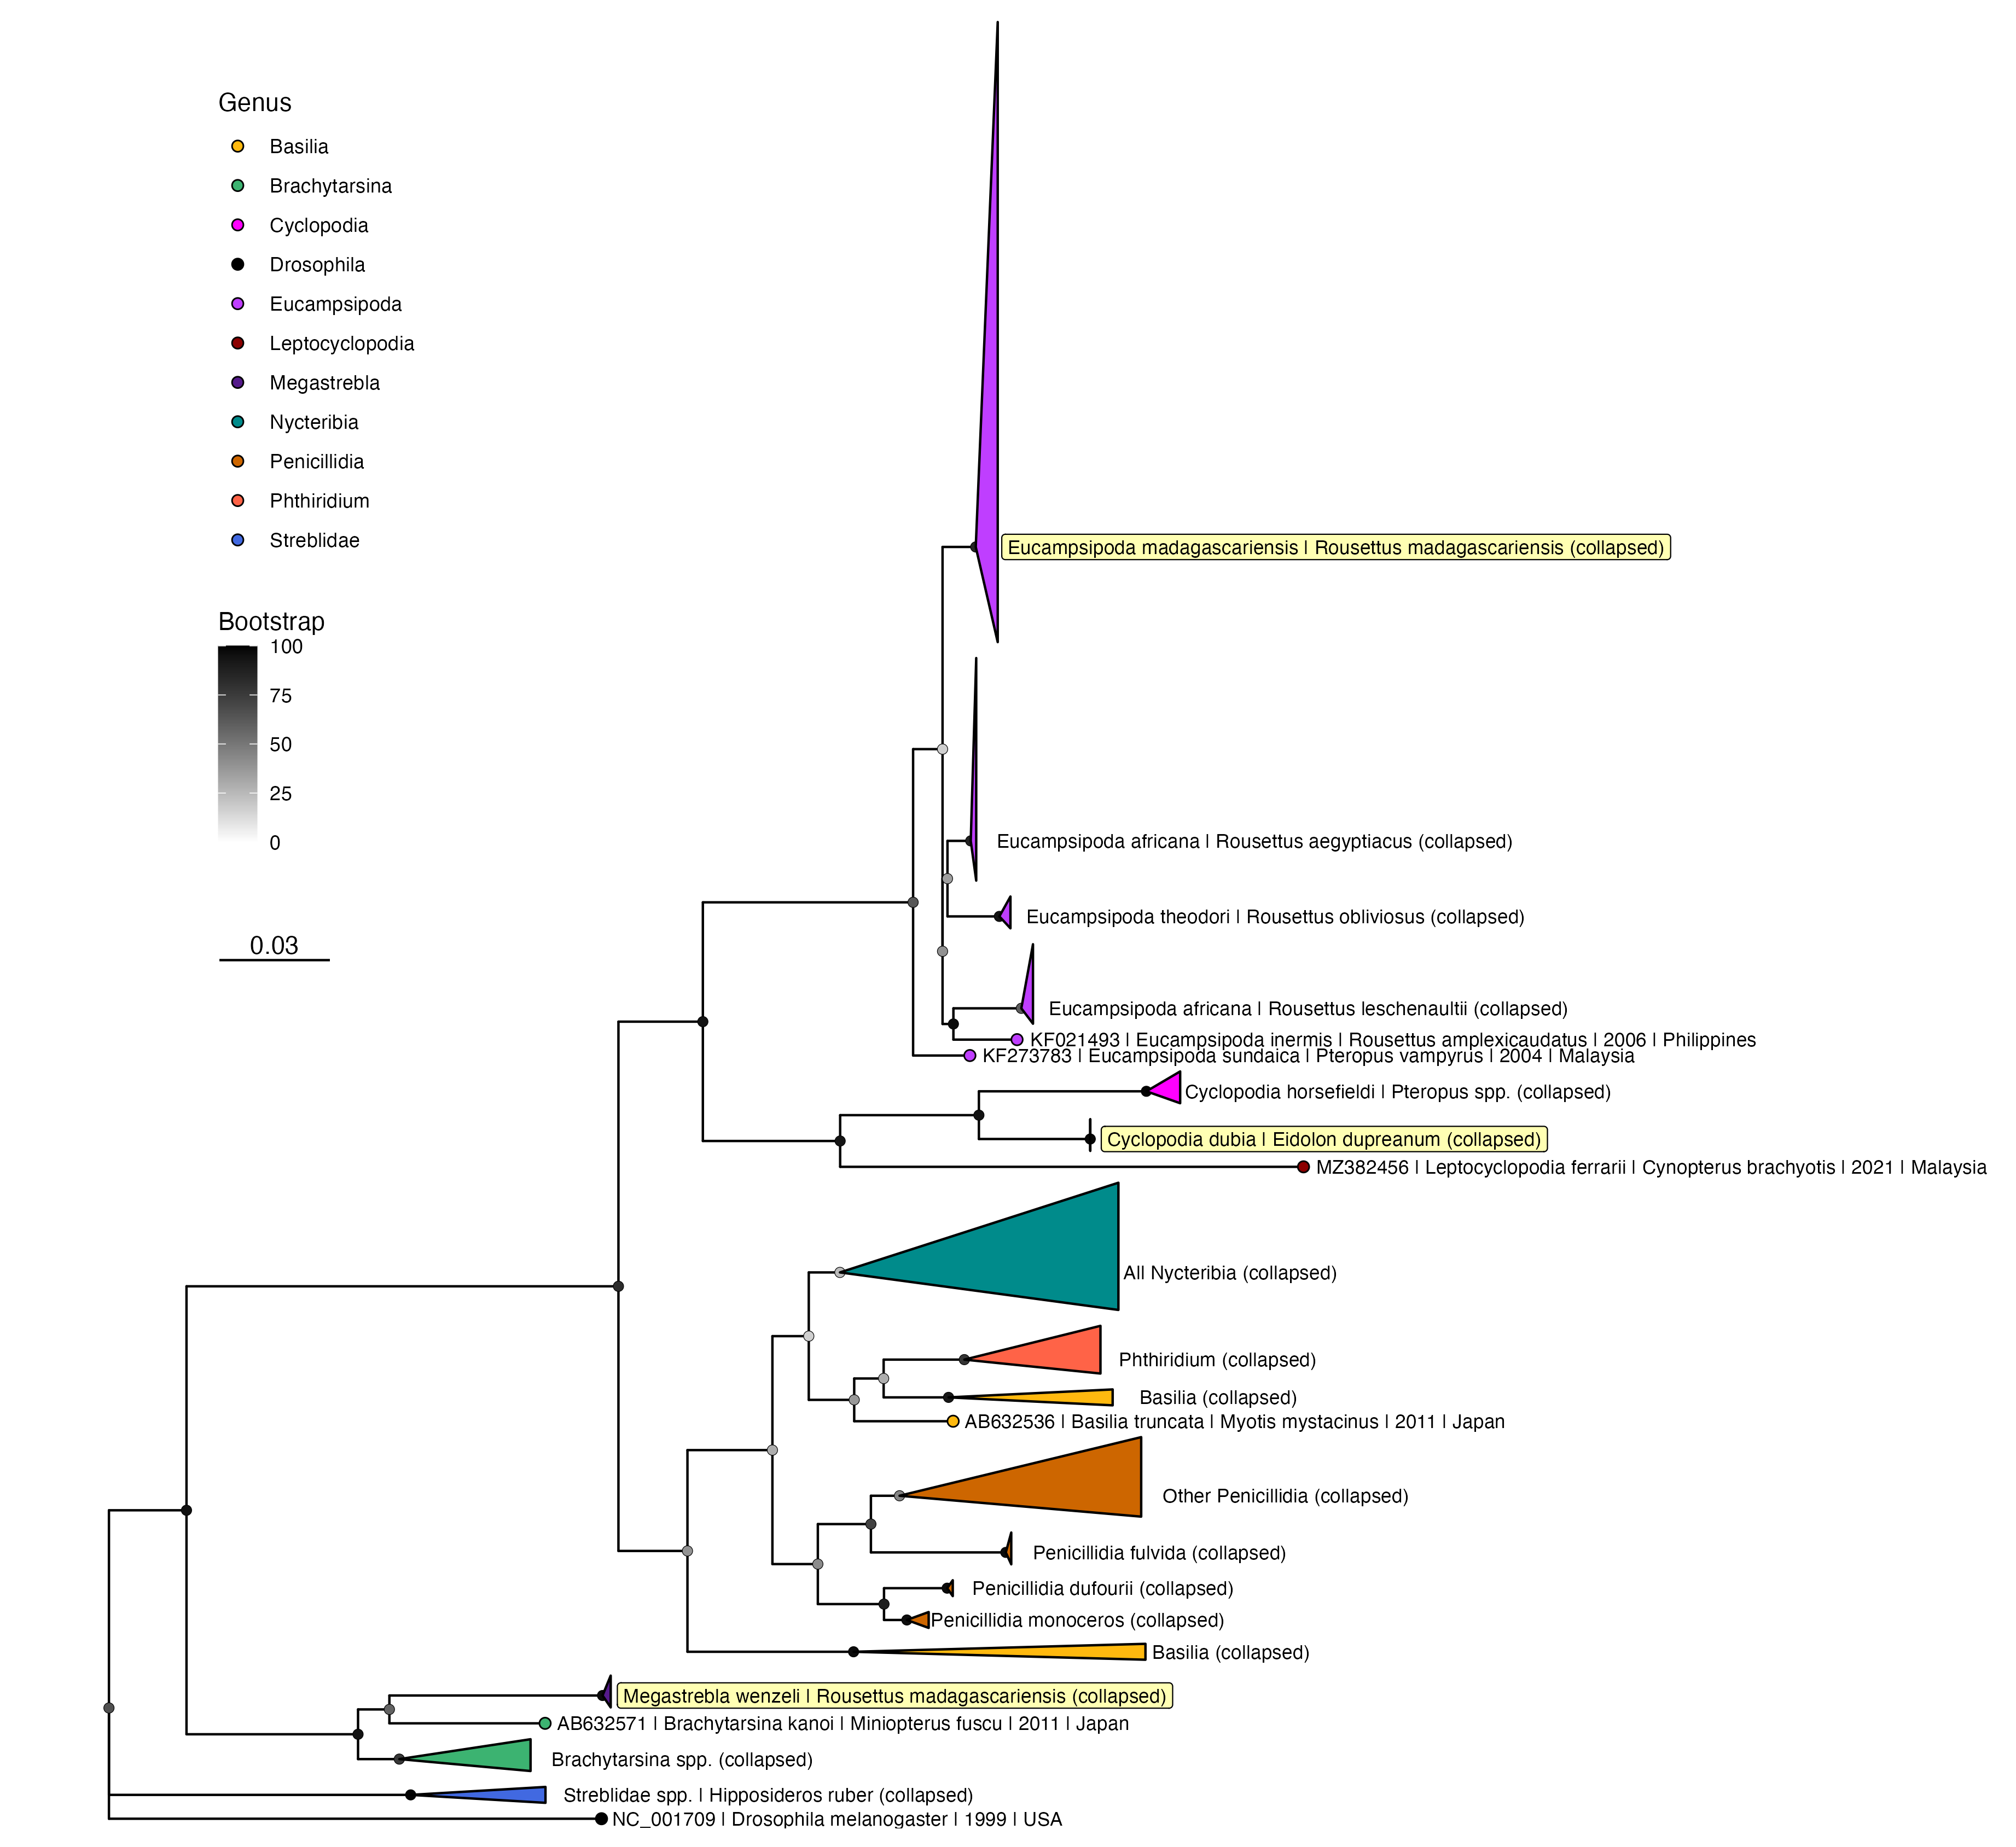 Genus
Basilia
Brachytarsina
Cyclopodia
Drosophila
Eucampsipoda
Leptocyclopodia
Megastrebla
Nycteribia
Penicillidia
Phthiridium
Streblidae
Bootstrap
100
75
50
25
0
0.03
Eucampsipoda madagascariensis | Rousettus madagascariensis (collapsed)
Eucampsipoda africana | Rousettus aegyptiacus (collapsed)
Eucampsipoda theodori | Rousettus obliviosus (collapsed)
Eucampsipoda africana | Rousettus leschenaultii (collapsed)
KF021493 | Eucampsipoda inermis | Rousettus amplexicaudatus | 2006 | Philippines
KF273783 | Eucampsipoda sundaica | Pteropus vampyrus | 2004 | Malaysia
Cyclopodia horsefieldi | Pteropus spp. (collapsed)
Cyclopodia dubia | Eidolon dupreanum (collapsed)
MZ382456 | Leptocyclopodia ferrarii | Cynopterus brachyotis | 2021 | Malaysia
All Nycteribia (collapsed)
Phthiridium (collapsed)
Basilia (collapsed)
AB632536 | Basilia truncata | Myotis mystacinus | 2011 | Japan
Other Penicillidia (collapsed)
Penicillidia fulvida (collapsed)
Penicillidia dufourii (collapsed)
Penicillidia monoceros (collapsed)
Basilia (collapsed)
Megastrebla wenzeli | Rousettus madagascariensis (collapsed)
AB632571 | Brachytarsina kanoi | Miniopterus fuscu | 2011 | Japan
Brachytarsina spp. (collapsed)
Streblidae spp. | Hipposideros ruber (collapsed)
NC_001709 | Drosophila melanogaster | 1999 | USA